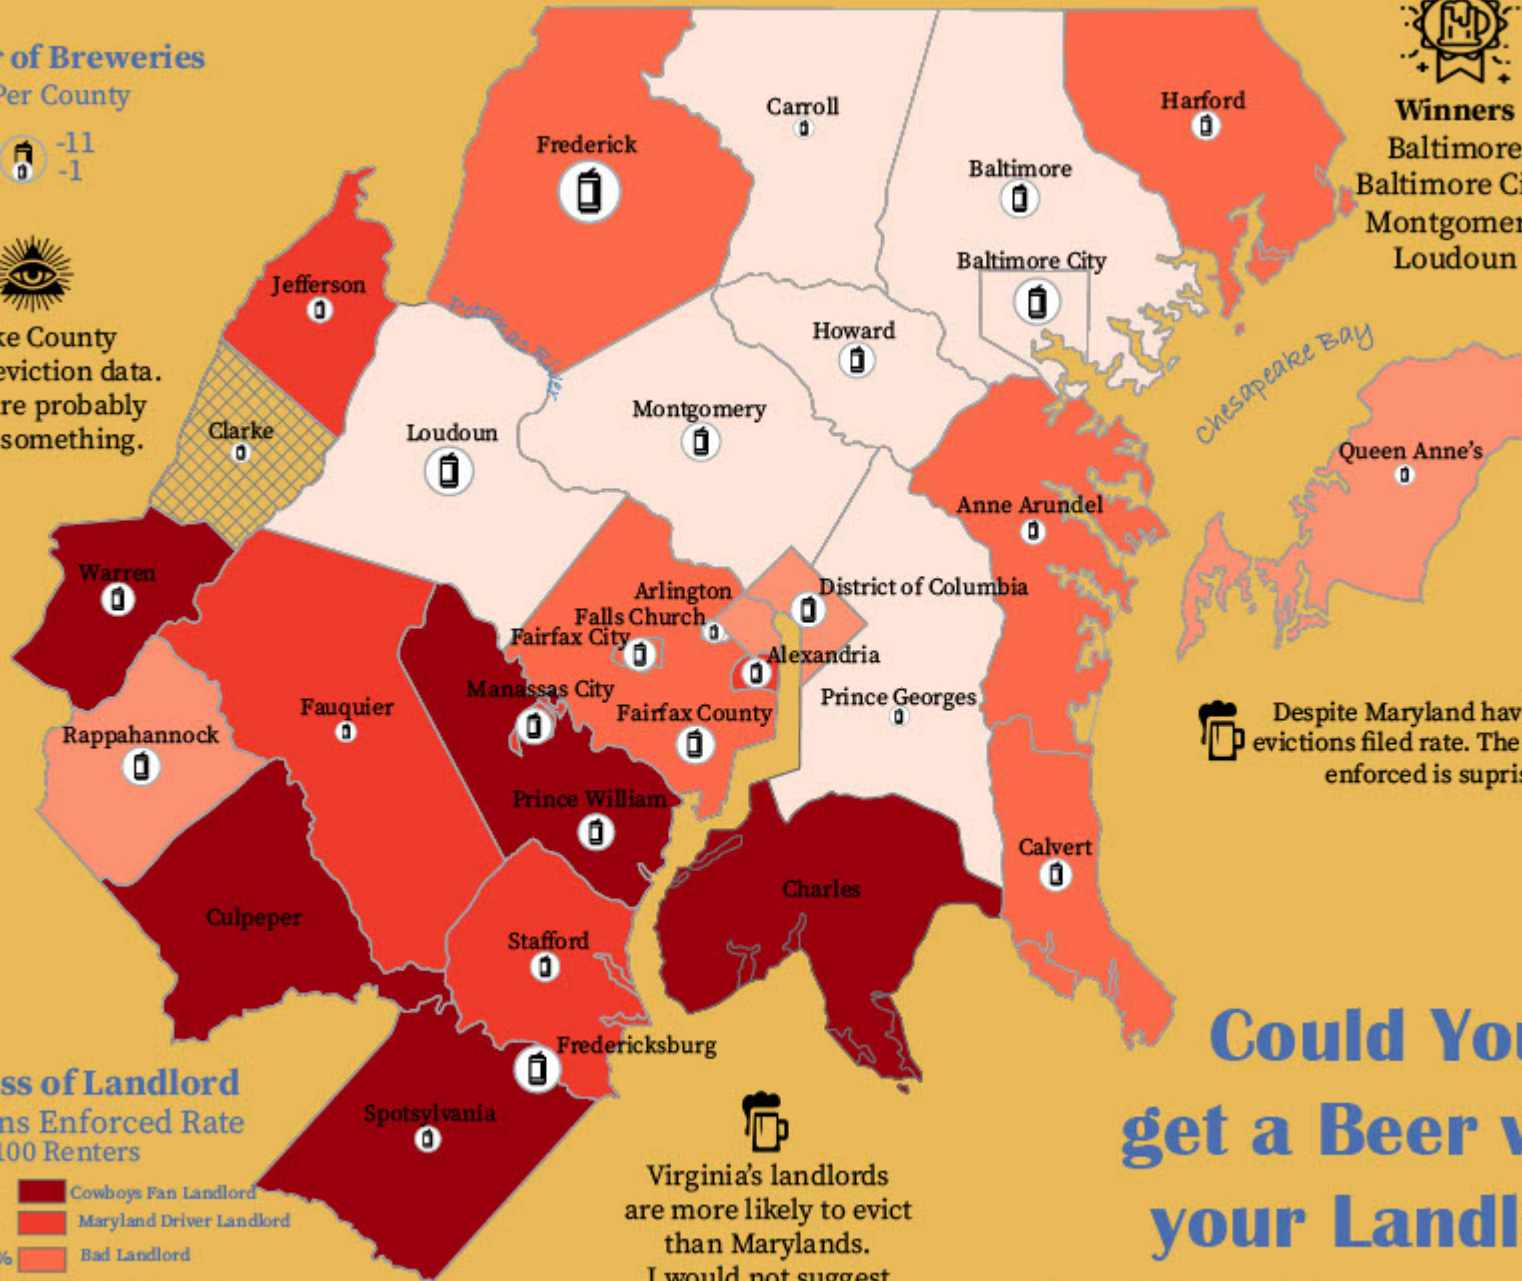 r of Breweries
Per County
-11
-1
ke County
eviction data.
re probably
something.
Winners
Baltimore
Baltimore Ci
Montgomer
Loudoun
Carroll
Harford
Frederick
Baltimore
Baltimore City
Jefferson
Potomac River
Howard
Chesapeake Bay
Montgomery
Clarke
Loudoun
Queen Anne's
Anne Arundel
Warren
Arlington
District of Columbia
Falls Church
Fairfax City
Alexandria
Manassas City
Prince Georges
Fauquier
Fairfax County
Rappahannock
Despite Maryland hav
evictions filed rate. The
enforced is supris
Prince William
Calvert
Charles
Culpeper
Stafford
Fredericksburg
Spotsylvania
ss of Landlord
ns Enforced Rate
100 Renters
Cowboys Fan Landlord
Maryland Driver Landlord
% Bad Landlord
Virginia's landlords
are more likely to evict
than Marylands.
I would not suggest
Could You
get a Beer w
your Landl